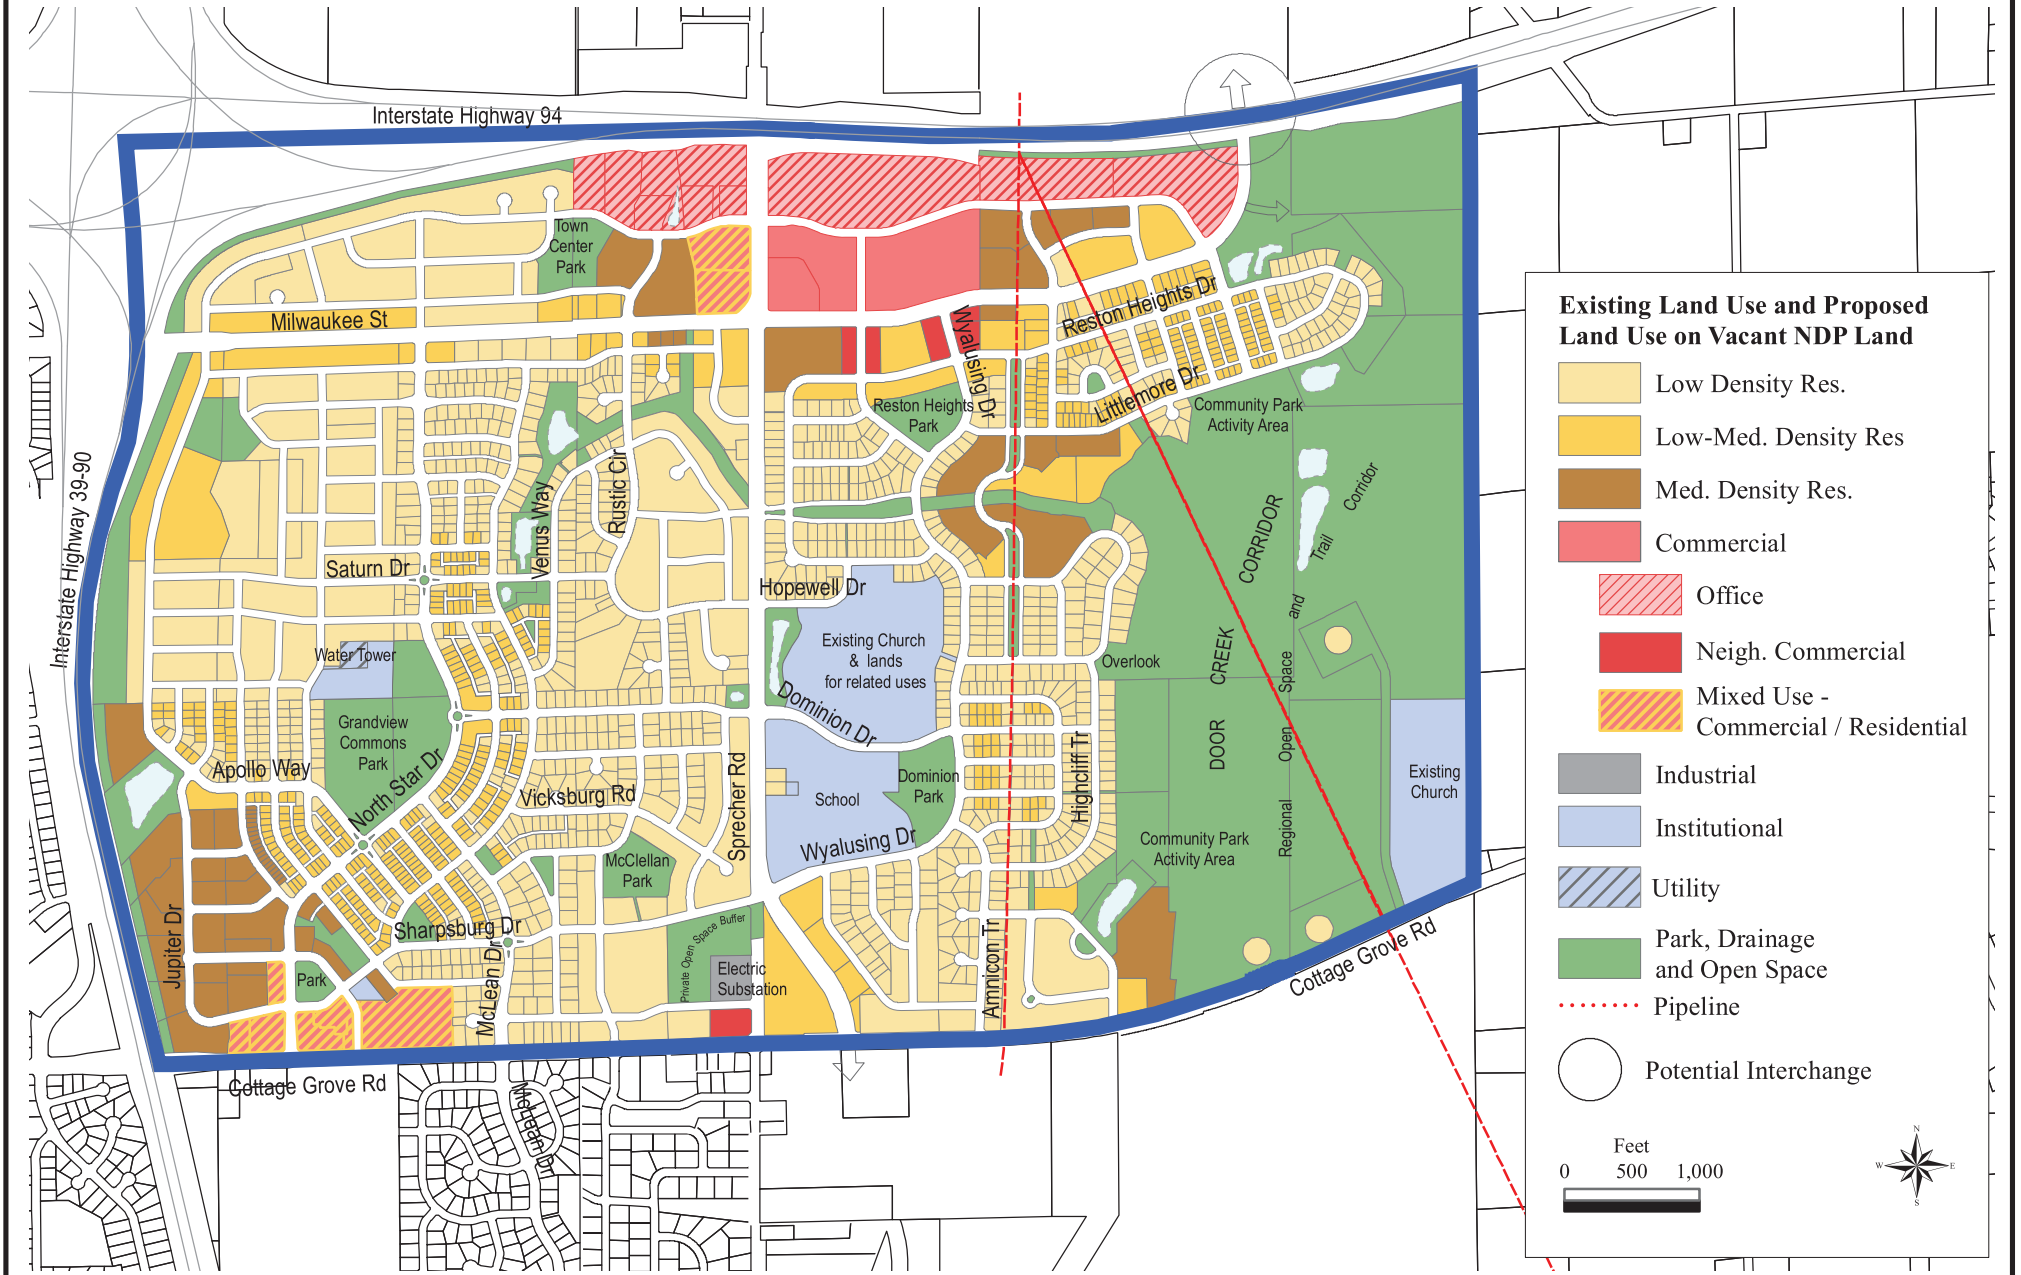 Interstate Highway 94
Town
Center
Park
Milwaukee St
Wyalusing Dr
Reston Heights Dr
Littlemore Dr
Reston Heights
Park
Community Park
Activity Area
Interstate Highway 39-90
Rustic Cir
Venus Way
Saturn Dr
Hopewell Dr
Corridor
Trail
and
Space
Open
Regional
CORRIDOR
CREEK
DOOR
Water Tower
Existing Church
& lands
for related uses
Overlook
Grandview
Commons
Park
Dominion Dr
Apollo Way
North Star Dr
Vicksburg Rd
Sprecher Rd
School
Dominion
Park
Highcliff Tr
Existing
Church
Wyalusing Dr
Community Park
Activity Area
McClellan
Park
Jupiter Dr
Sharpsburg Dr
McLean Dr
Private Open Space Buffer
Electric
Substation
Park
Amnicon Tr
Cottage Grove Rd
Cottage Grove Rd
McLean Dr
Existing Land Use and Proposed
Land Use on Vacant NDP Land
Low Density Res.
Low-Med. Density Res
Med. Density Res.
Commercial
Office
Neigh. Commercial
Mixed Use -
Commercial / Residential
Industrial
Institutional
Utility
Park, Drainage
and Open Space
Pipeline
Potential Interchange
Feet
0 500 1,000
N
W E
S